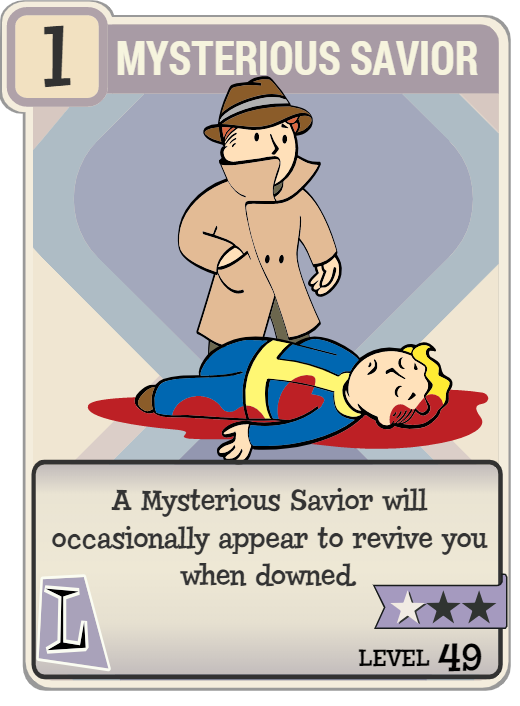 1
MYSTERIOUS SAVIOR
A Mysterious Savior will
occasionally appear to revive you
when downed.
L
LEVEL 49